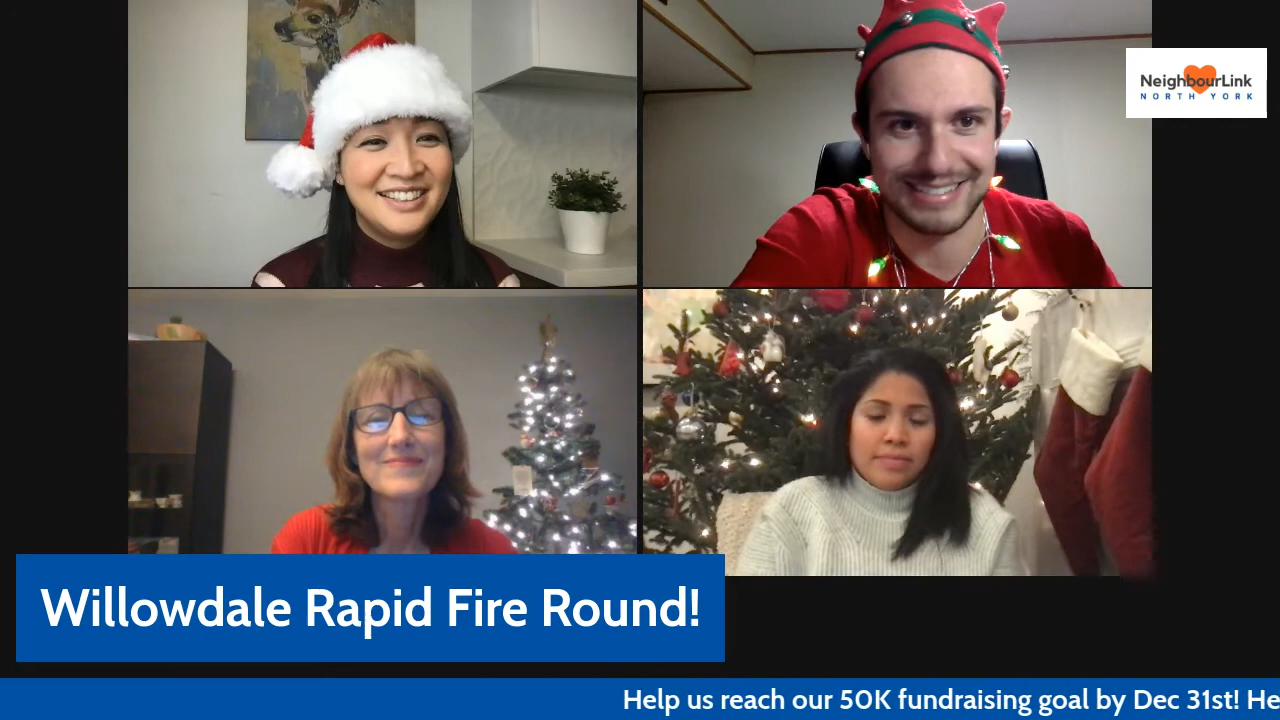 NeighbourLink
NORTH YORK
Willowdale Rapid Fire Round!
Help us reach our 50K fundraising goal by Dec 31st! He